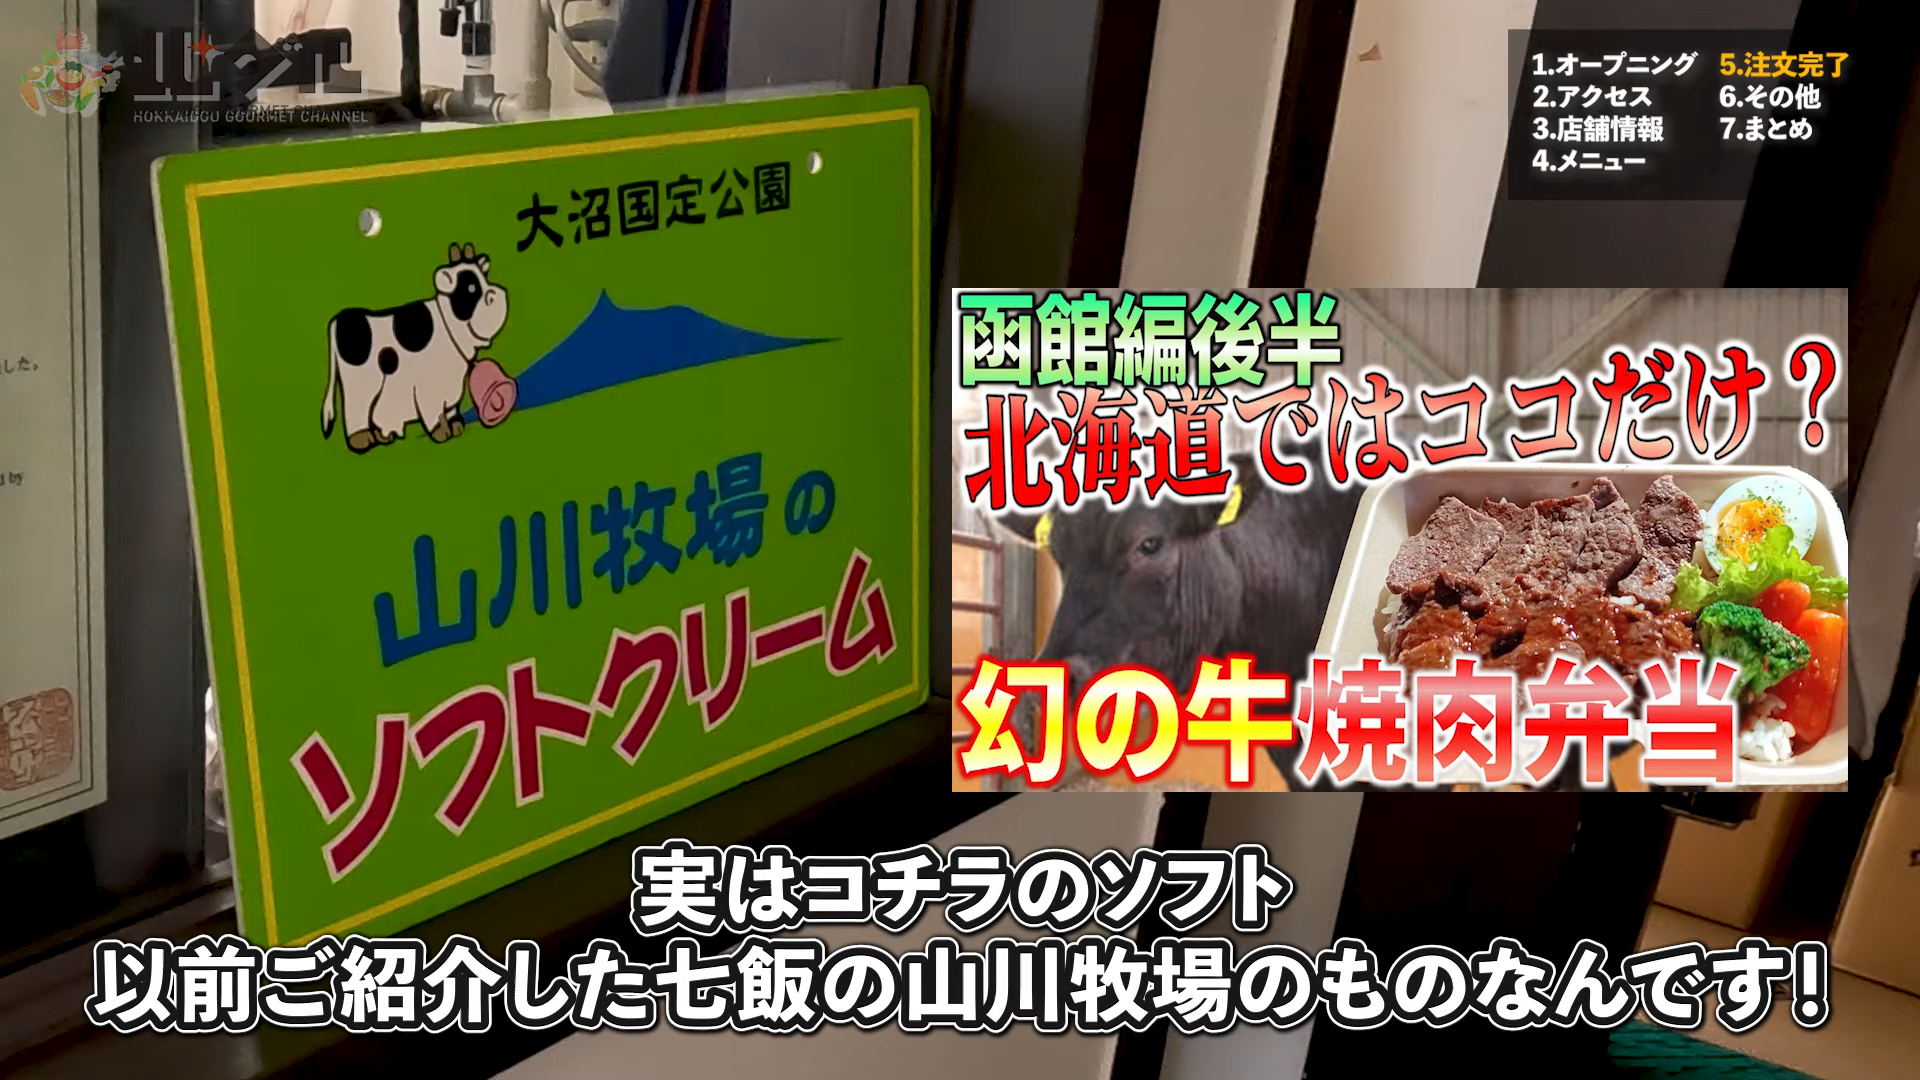 北グル
HOKKAIDOU GOURMET CHANNEL
1.オープニング
2.アクセス
3.店舗情報
4.メニュー
5.注文完了
6.その他
7.まとめ
大沼国定公園
山川牧場の
ソフトクリーム
函館編後半
北海道ではココだけ？
幻の牛焼肉弁当
実はコチラのソフト
以前ご紹介した七飯の山川牧場のものなんです！